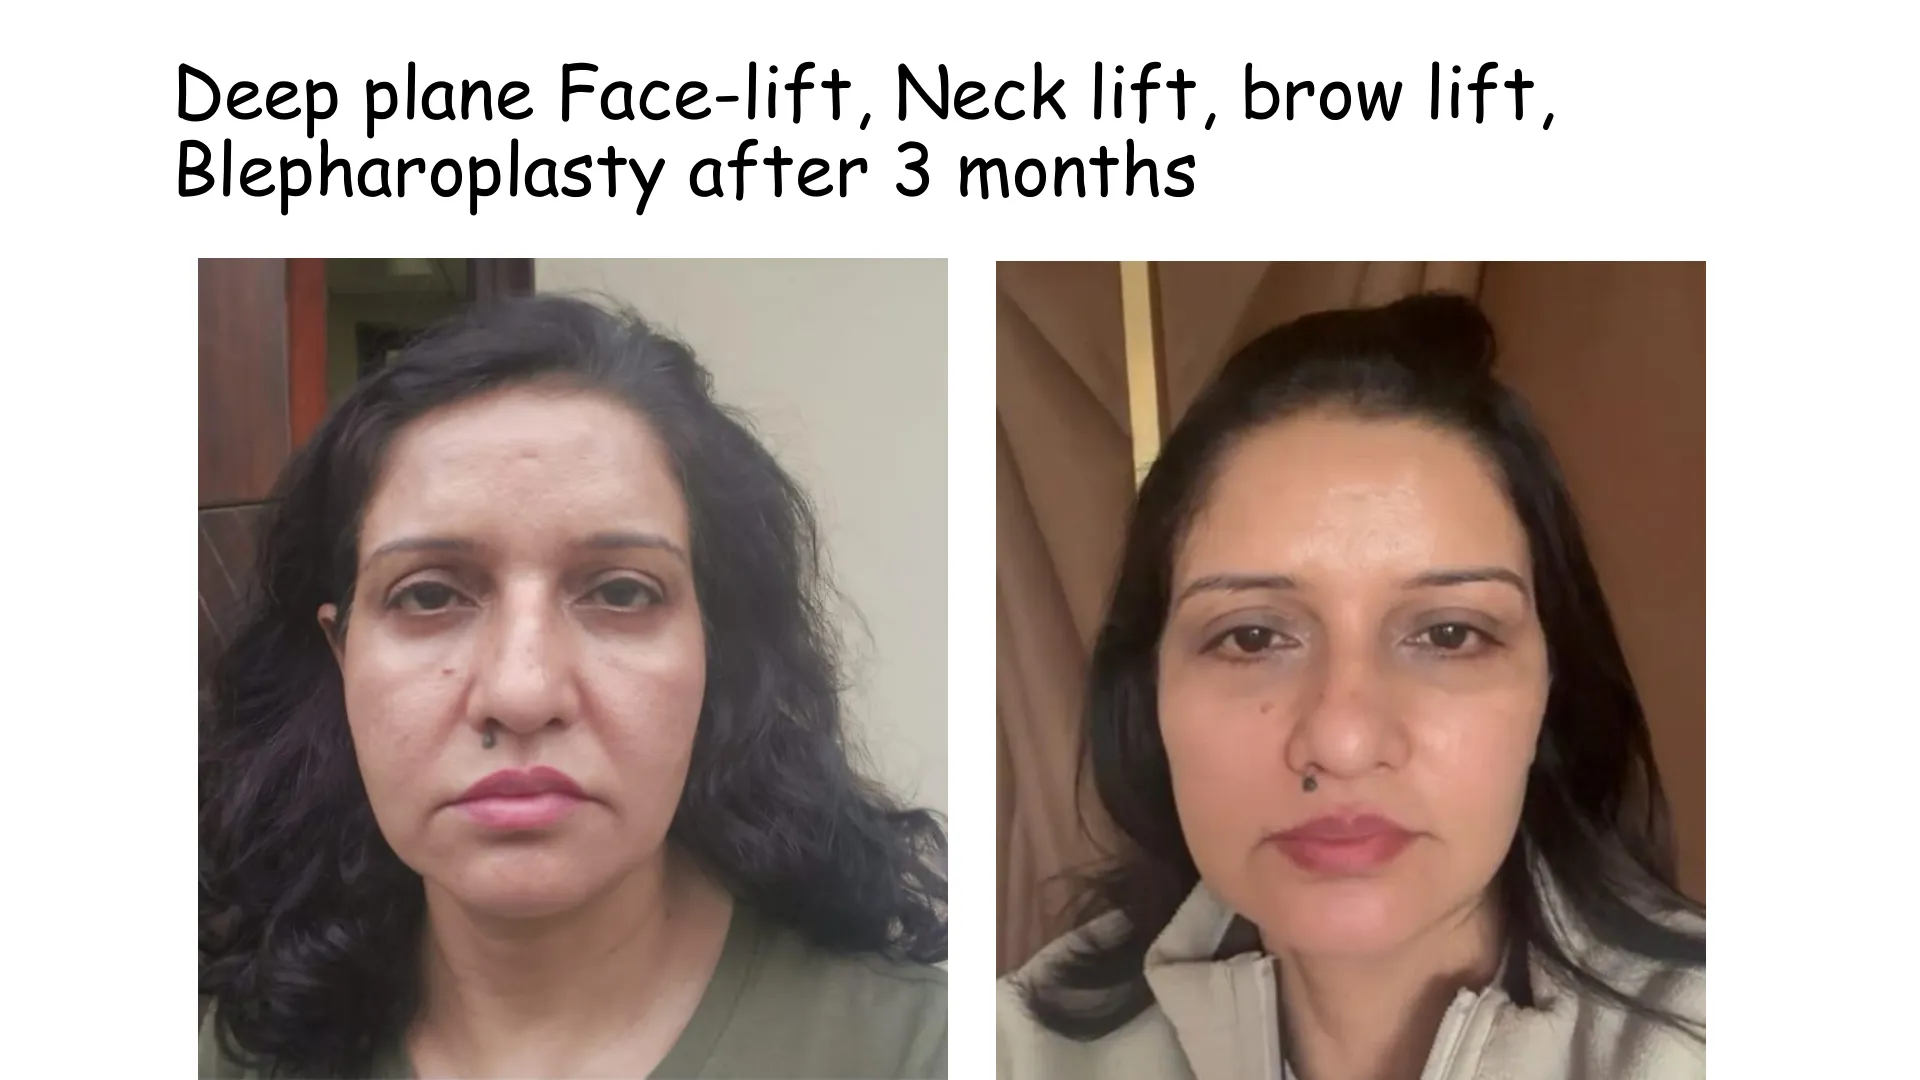 Deep plane Face-lift, Neck lift, brow lift,
Blepharoplasty after 3 months